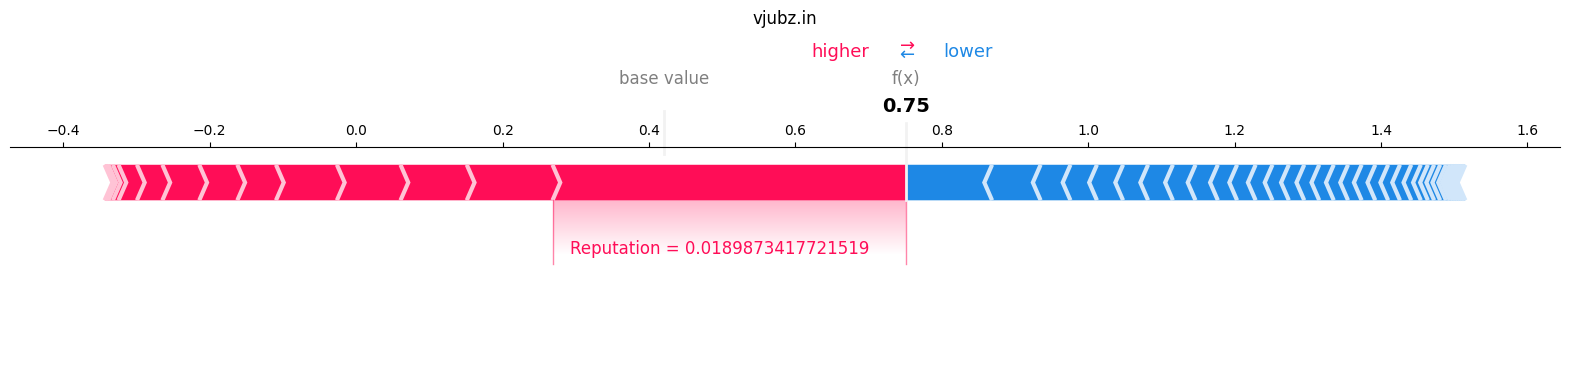 vjubz.in
higher ⇄ lower
base value f(x)
0.75
−0.4 −0.2 0.0 0.2 0.4 0.6 0.8 1.0 1.2 1.4 1.6
Reputation = 0.0189873417721519